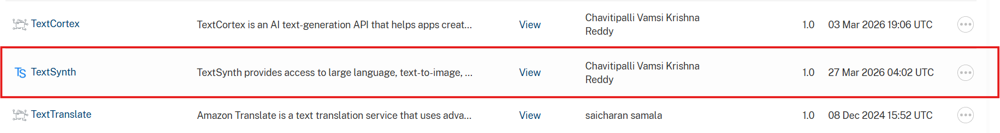 TextCortex TextCortex is an AI text-generation API that helps apps creat... View Chavitipalli Vamsi Krishna Reddy 1.0 03 Mar 2026 19:06 UTC
TS TextSynth TextSynth provides access to large language, text-to-image, ... View Chavitipalli Vamsi Krishna Reddy 1.0 27 Mar 2026 04:02 UTC
TextTranslate Amazon Translate is a text translation service that uses adva... View saicharan samala 1.0 08 Dec 2024 15:52 UTC